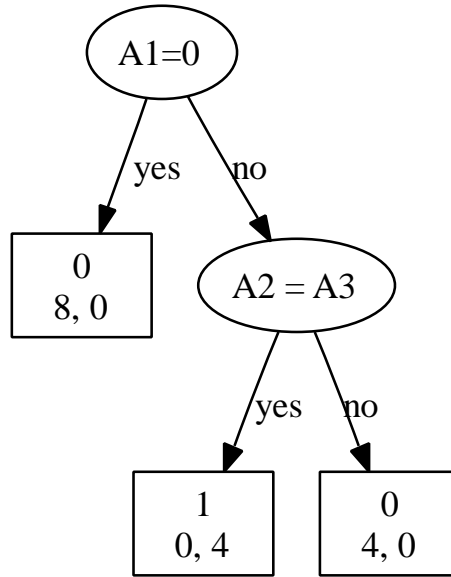 A1=0
yes
no
0
8, 0
A2 = A3
yes
no
1
0, 4
0
4, 0